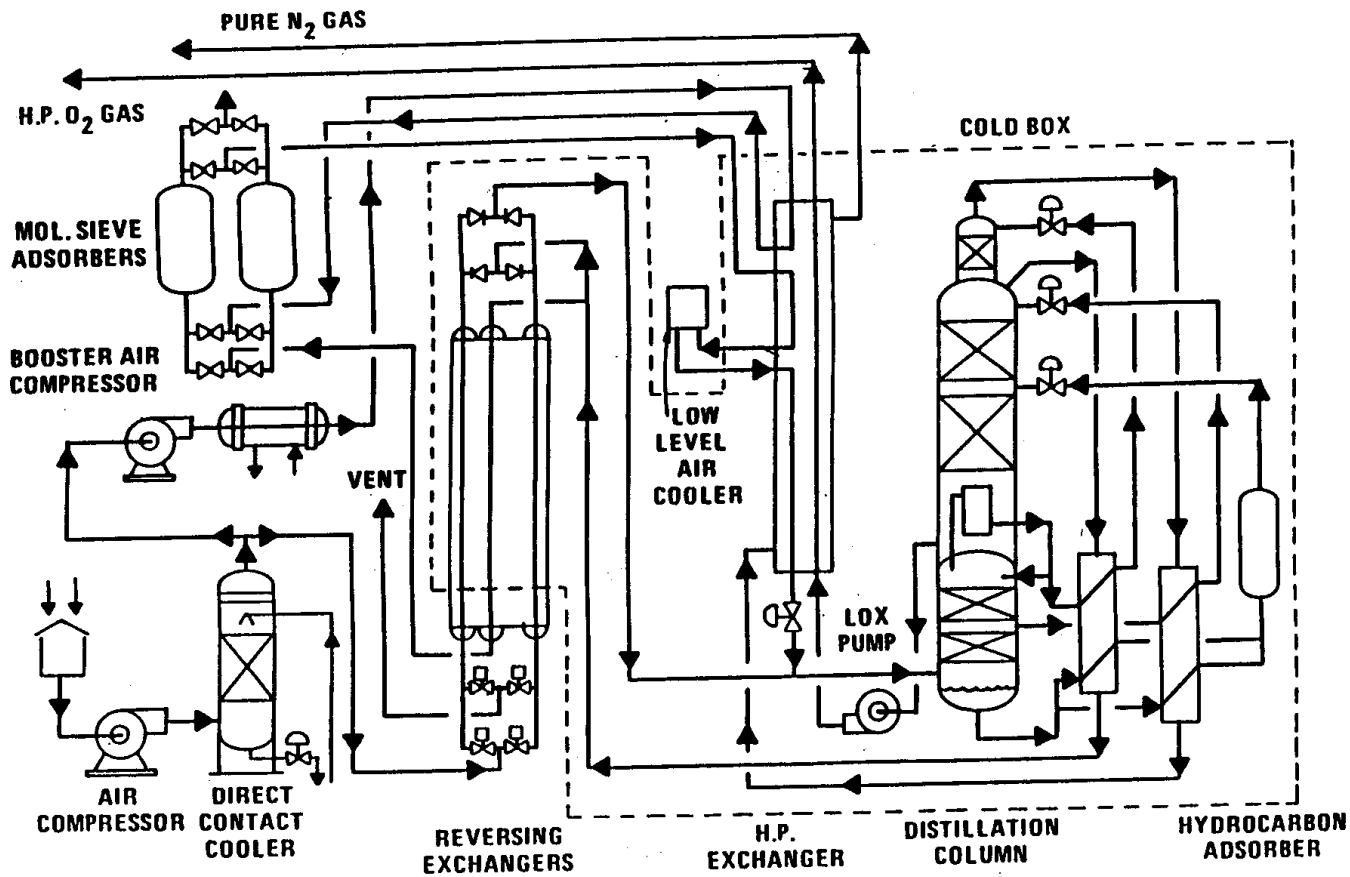 PURE N2 GAS
H.P. O2 GAS
COLD BOX
MOL. SIEVE
ADSORBERS
BOOSTER AIR
COMPRESSOR
VENT
LOW
LEVEL
AIR
COOLER
LOX
PUMP
AIR
COMPRESSOR
DIRECT
CONTACT
COOLER
REVERSING
EXCHANGERS
H.P.
EXCHANGER
DISTILLATION
COLUMN
HYDROCARBON
ADSORBER